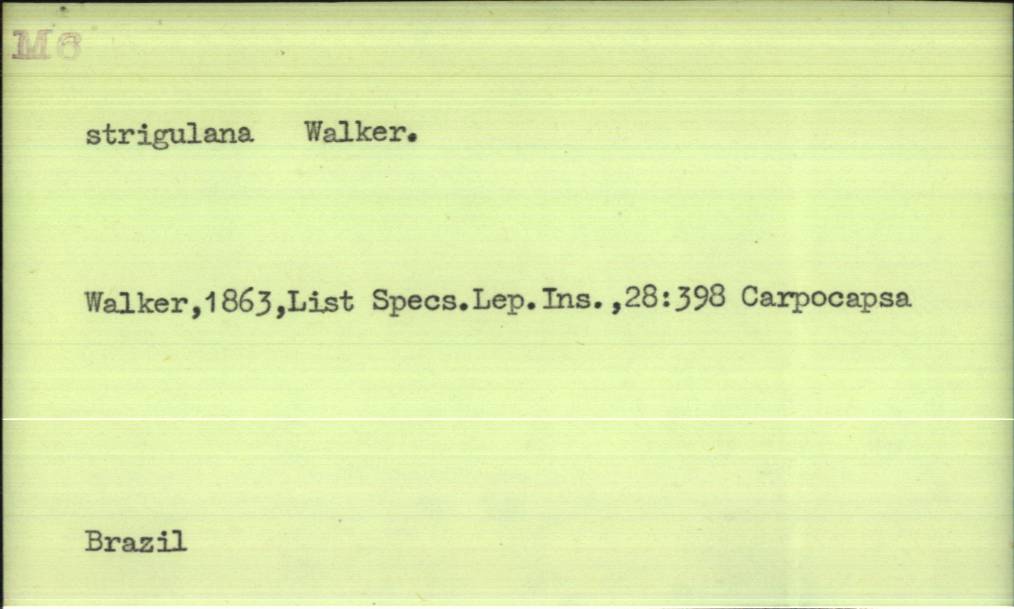 M6
strigulana Walker.
Walker,1863,List Specs.Lep.Ins.,28:398 Carpocapsa
Brazil